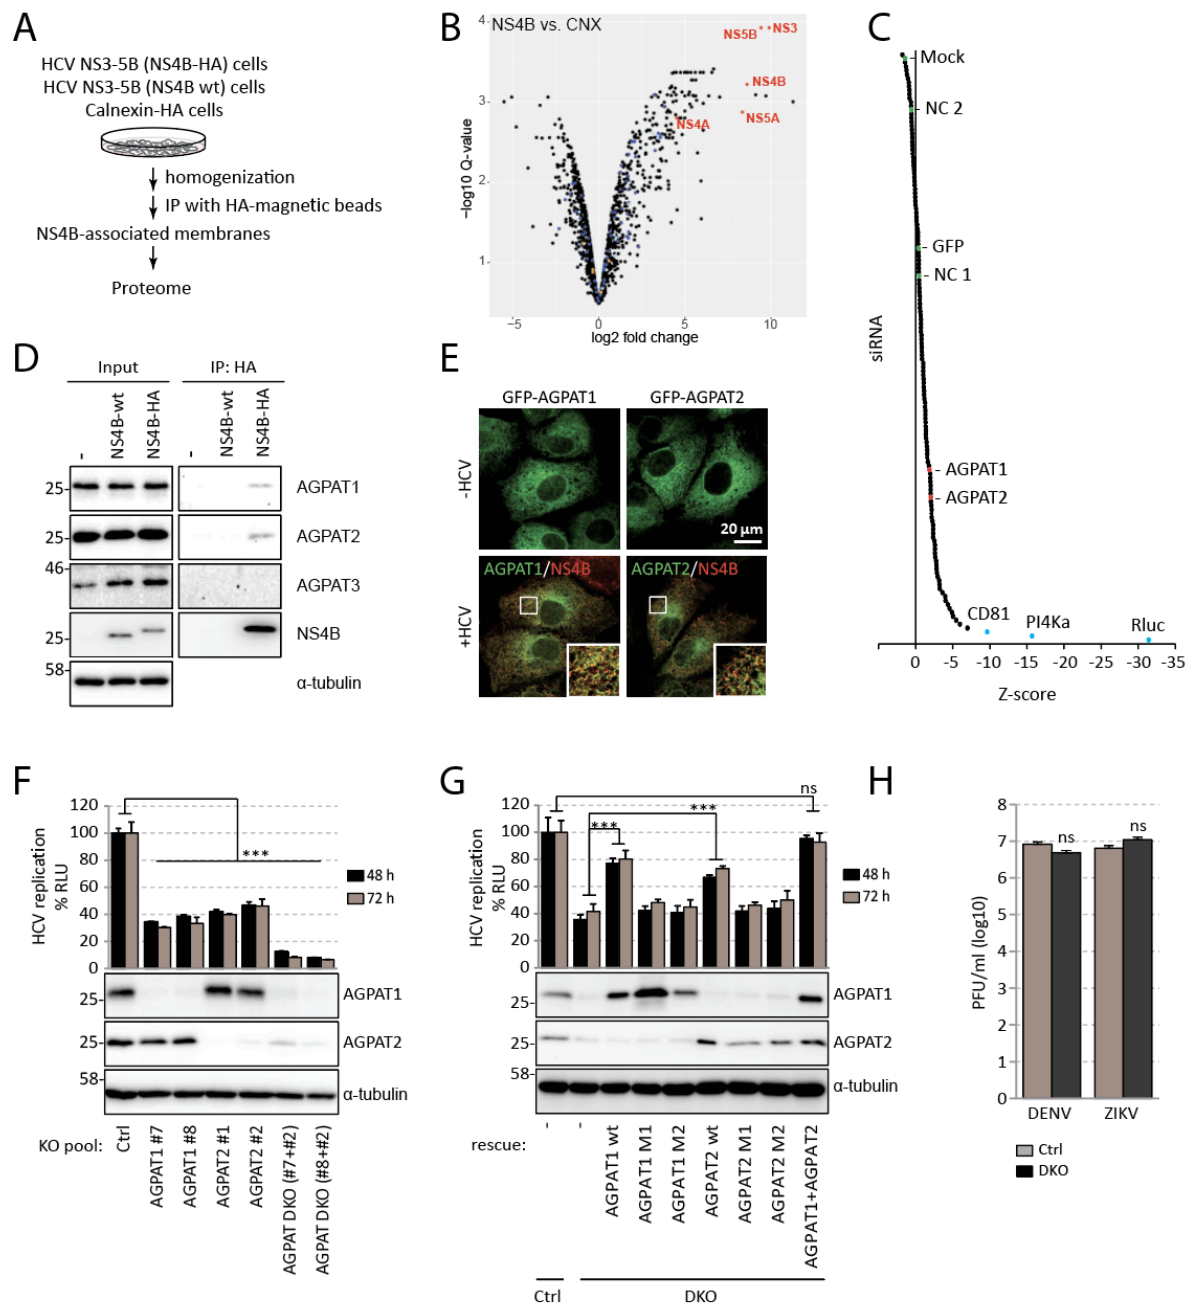 A
HCV NS3-5B (NS4B-HA) cells
HCV NS3-5B (NS4B wt) cells
Calnexin-HA cells
homogenization
IP with HA-magnetic beads
NS4B-associated membranes
Proteome
B
NS4B vs. CNX
NS5B
NS3
NS4B
NS4A
NS5A
4
3
2
1
−log10 Q-value
−5
0
5
10
log2 fold change
C
Mock
NC 2
GFP
NC 1
AGPAT1
AGPAT2
CD81
PI4Ka
Rluc
siRNA
0
-5
-10
-15
-20
-25
-30
-35
Z-score
D
Input
IP: HA
-
NS4B-wt
NS4B-HA
-
NS4B-wt
NS4B-HA
25-
AGPAT1
25-
AGPAT2
46-
AGPAT3
25-
NS4B
58-
α-tubulin
E
GFP-AGPAT1
GFP-AGPAT2
-HCV
20 µm
+HCV
AGPAT1/NS4B
AGPAT2/NS4B
F
HCV replication
% RLU
120
100
80
60
40
20
0
***
48 h
72 h
25-
AGPAT1
25-
AGPAT2
58-
α-tubulin
KO pool:
Ctrl
AGPAT1 #7
AGPAT1 #8
AGPAT2 #1
AGPAT2 #2
AGPAT DKO (#7+#2)
AGPAT DKO (#8+#2)
G
HCV replication
% RLU
120
100
80
60
40
20
0
***
***
ns
48 h
72 h
25-
AGPAT1
25-
AGPAT2
58-
α-tubulin
rescue:
-
-
AGPAT1 wt
AGPAT1 M1
AGPAT1 M2
AGPAT2 wt
AGPAT2 M1
AGPAT2 M2
AGPAT1+AGPAT2
Ctrl
DKO
H
PFU/ml (log10)
8
7
6
5
4
3
2
1
0
ns
ns
DENV
ZIKV
Ctrl
DKO